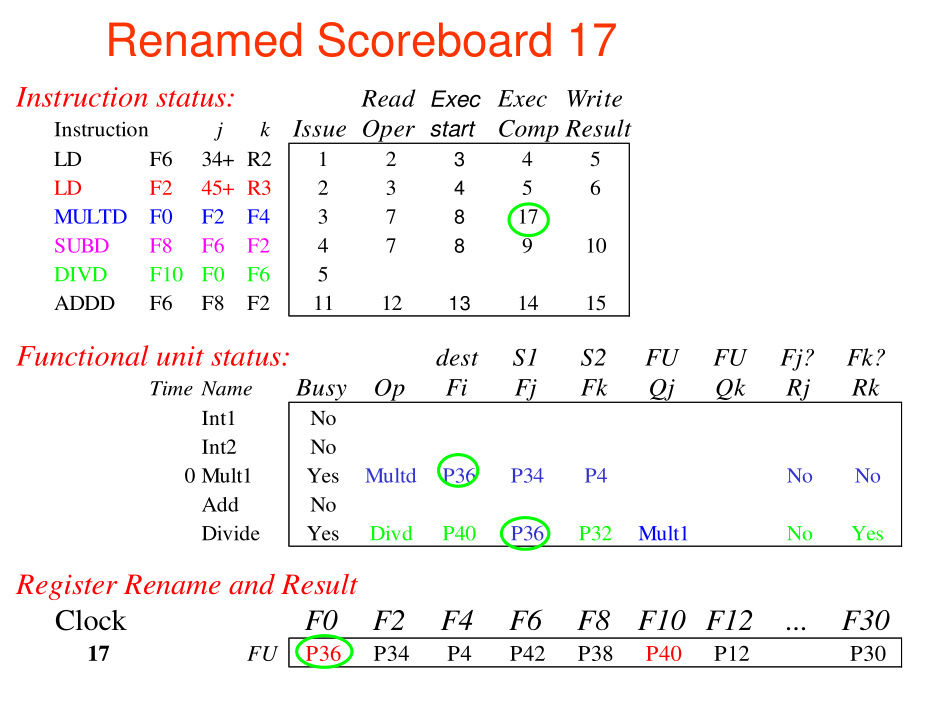 Renamed Scoreboard 17
Instruction status: Read Exec Exec Write
Instruction j k Issue Oper start Comp Result
LD F6 34+ R2 1 2 3 4 5
LD F2 45+ R3 2 3 4 5 6
MULTD F0 F2 F4 3 7 8 17
SUBD F8 F6 F2 4 7 8 9 10
DIVD F10 F0 F6 5
ADDD F6 F8 F2 11 12 13 14 15
Functional unit status: dest S1 S2 FU FU Fj? Fk?
Time Name Busy Op Fi Fj Fk Qj Qk Rj Rk
Int1 No
Int2 No
0 Mult1 Yes Multd P36 P34 P4 No No
Add No
Divide Yes Divd P40 P36 P32 Mult1 No Yes
Register Rename and Result
Clock F0 F2 F4 F6 F8 F10 F12 ... F30
17 FU P36 P34 P4 P42 P38 P40 P12 P30